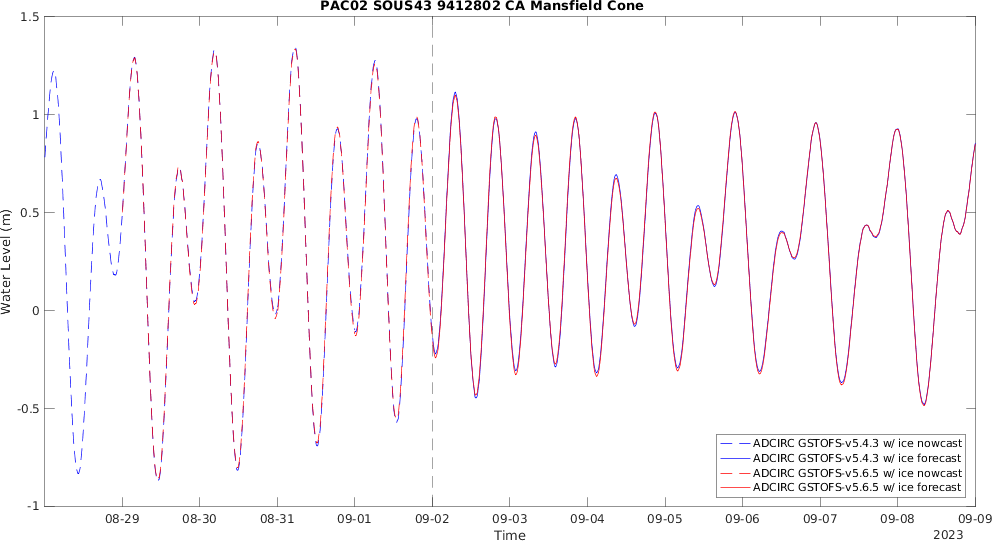 PAC02 SOUS43 9412802 CA Mansfield Cone
1.5
1
0.5
0
-0.5
-1
Water Level (m)
08-29 08-30 08-31 09-01 09-02 09-03 09-04 09-05 09-06 09-07 09-08 09-09
Time
2023
ADCIRC GSTOFS-v5.4.3 w/ ice nowcast
ADCIRC GSTOFS-v5.4.3 w/ ice forecast
ADCIRC GSTOFS-v5.6.5 w/ ice nowcast
ADCIRC GSTOFS-v5.6.5 w/ ice forecast